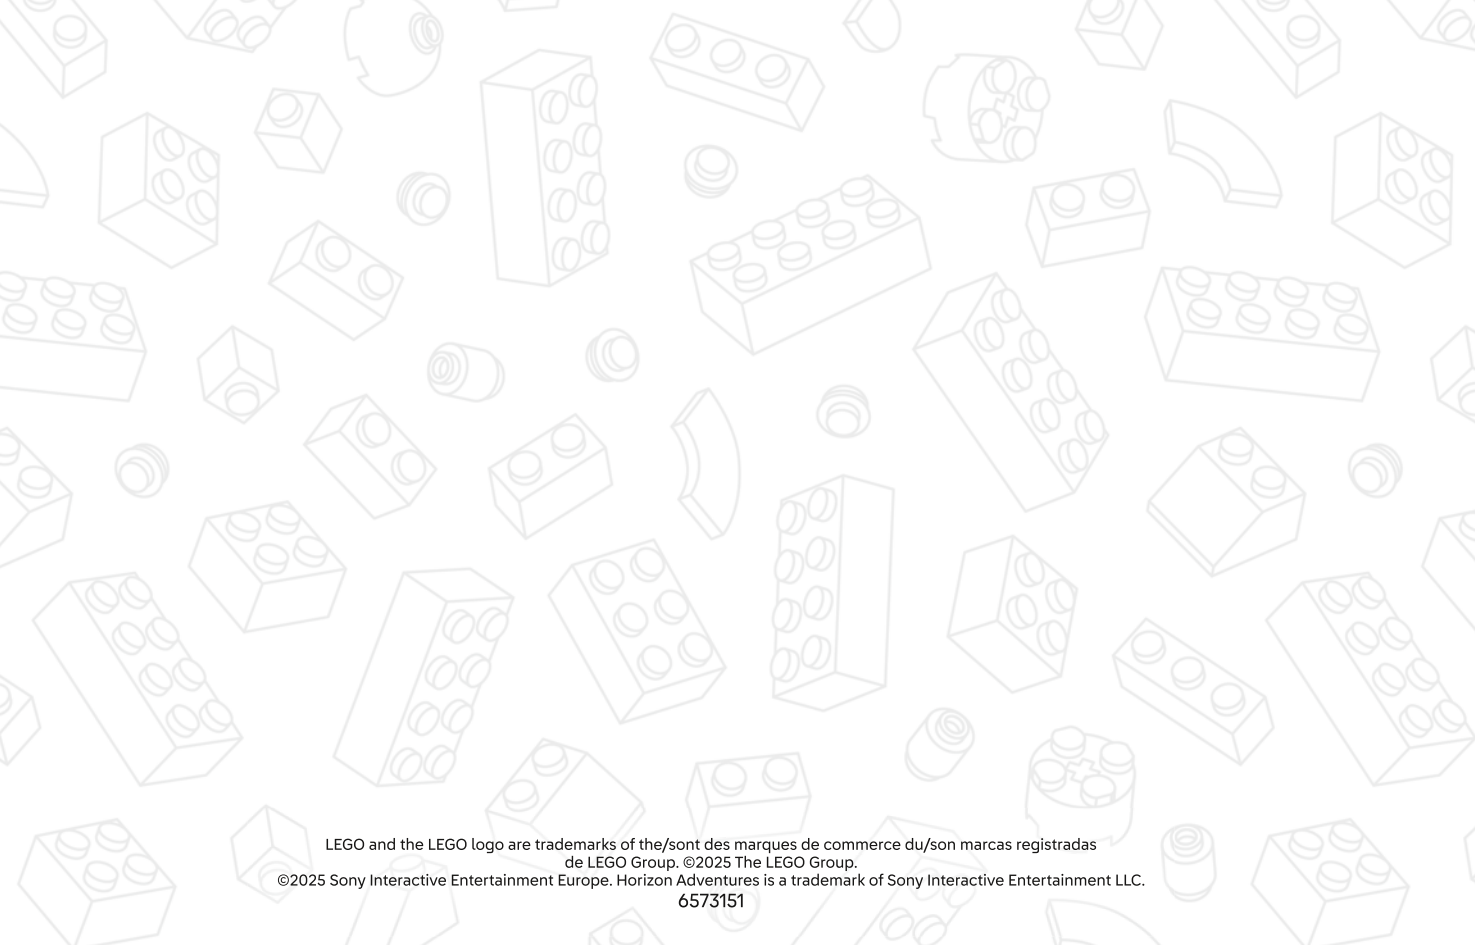 LEGO and the LEGO logo are trademarks of the/sont des marques de commerce du/son marcas registradas
de LEGO Group. ©2025 The LEGO Group.
©2025 Sony Interactive Entertainment Europe. Horizon Adventures is a trademark of Sony Interactive Entertainment LLC.
6573151